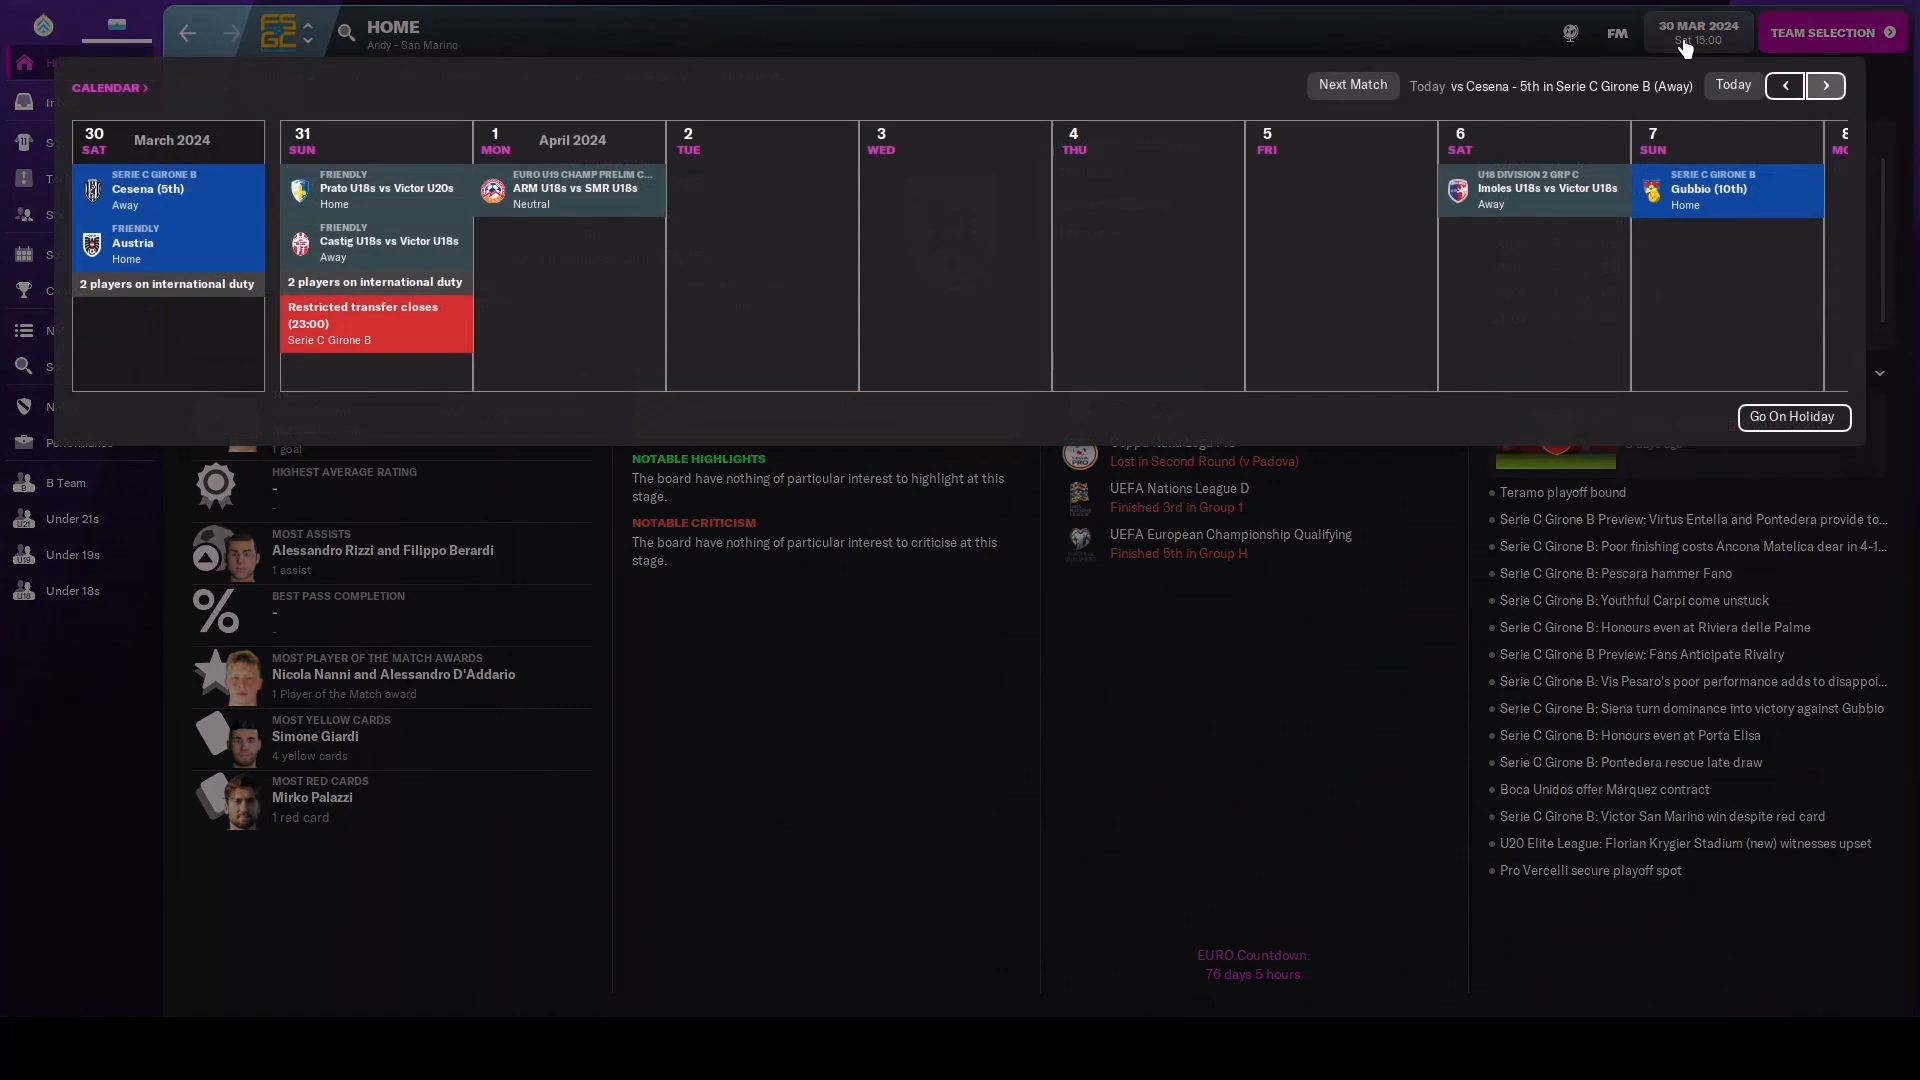 HOME
Andy - San Marino
FM
30 MAR 2024
Sat 15:00
TEAM SELECTION
CALENDAR >
Next Match
Today vs Cesena - 5th in Serie C Girone B (Away)
Today
30
SAT
March 2024
SERIE C GIRONE B
Cesena (5th)
Away
FRIENDLY
Austria
Home
2 players on international duty
31
SUN
FRIENDLY
Prato U18s vs Victor U20s
Home
FRIENDLY
Castig U18s vs Victor U18s
Away
2 players on international duty
Restricted transfer closes
(23:00)
Serie C Girone B
1
MON
April 2024
EURO U19 CHAMP PRELIM C...
ARM U18s vs SMR U18s
Neutral
2
TUE
3
WED
4
THU
5
FRI
6
SAT
U18 DIVISION 2 GRP C
Imoles U18s vs Victor U18s
Away
7
SUN
SERIE C GIRONE B
Gubbio (10th)
Home
Go On Holiday
B Team
Under 21s
Under 19s
Under 18s
1 goal
HIGHEST AVERAGE RATING
-
-
MOST ASSISTS
Alessandro Rizzi and Filippo Berardi
1 assist
BEST PASS COMPLETION
-
-
MOST PLAYER OF THE MATCH AWARDS
Nicola Nanni and Alessandro D'Addario
1 Player of the Match award
MOST YELLOW CARDS
Simone Giardi
4 yellow cards
MOST RED CARDS
Mirko Palazzi
1 red card
NOTABLE HIGHLIGHTS
The board have nothing of particular interest to highlight at this
stage.
NOTABLE CRITICISM
The board have nothing of particular interest to criticise at this
stage.
Lost in Second Round (v Padova)
UEFA Nations League D
Finished 3rd in Group 1
UEFA European Championship Qualifying
Finished 5th in Group H
EURO Countdown:
76 days 5 hours
Teramo playoff bound
Serie C Girone B Preview: Virtus Entella and Pontedera provide to...
Serie C Girone B: Poor finishing costs Ancona Matelica dear in 4-1...
Serie C Girone B: Pescara hammer Fano
Serie C Girone B: Youthful Carpi come unstuck
Serie C Girone B: Honours even at Riviera delle Palme
Serie C Girone B Preview: Fans Anticipate Rivalry
Serie C Girone B: Vis Pesaro's poor performance adds to disappoi...
Serie C Girone B: Siena turn dominance into victory against Gubbio
Serie C Girone B: Honours even at Porta Elisa
Serie C Girone B: Pontedera rescue late draw
Boca Unidos offer Márquez contract
Serie C Girone B: Victor San Marino win despite red card
U20 Elite League: Florian Krygier Stadium (new) witnesses upset
Pro Vercelli secure playoff spot